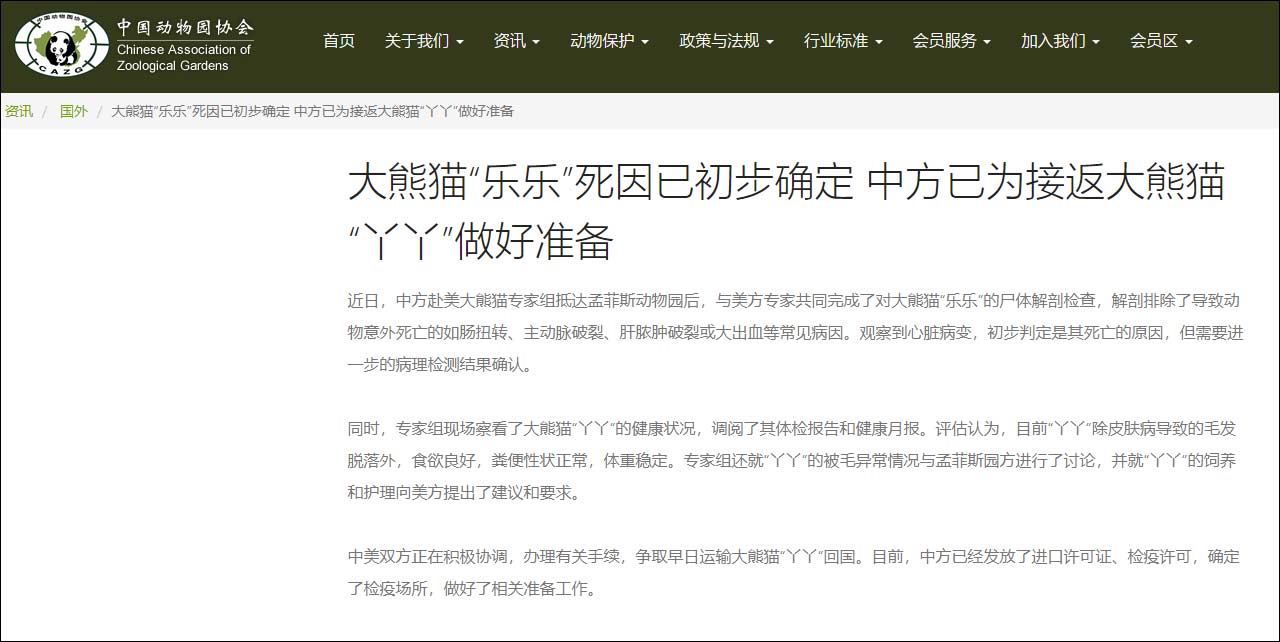 中国动物园协会
CAZG
中国动物园协会
Chinese Association of
Zoological Gardens
首页 关于我们 资讯 动物保护 政策与法规 行业标准 会员服务 加入我们 会员区
资讯 / 国外 / 大熊猫“乐乐”死因已初步确定 中方已为接返大熊猫“丫丫”做好准备
大熊猫“乐乐”死因已初步确定 中方已为接返大熊猫
“丫丫”做好准备
近日，中方赴美大熊猫专家组抵达孟菲斯动物园后，与美方专家共同完成了对大熊猫“乐乐”的尸体解剖检查，解剖排除了导致动
物意外死亡的如肠扭转、主动脉破裂、肝脓肿破裂或大出血等常见病因。观察到心脏病变，初步判定是其死亡的原因，但需要进
一步的病理检测结果确认。
同时，专家组现场察看了大熊猫“丫丫”的健康状况，调阅了其体检报告和健康月报。评估认为，目前“丫丫”除皮肤病导致的毛发
脱落外，食欲良好，粪便性状正常，体重稳定。专家组还就“丫丫”的被毛异常情况与孟菲斯园方进行了讨论，并就“丫丫”的饲养
和护理向美方提出了建议和要求。
中美双方正在积极协调，办理有关手续，争取早日运输大熊猫“丫丫”回国。目前，中方已经发放了进口许可证、检疫许可，确定
了检疫场所，做好了相关准备工作。